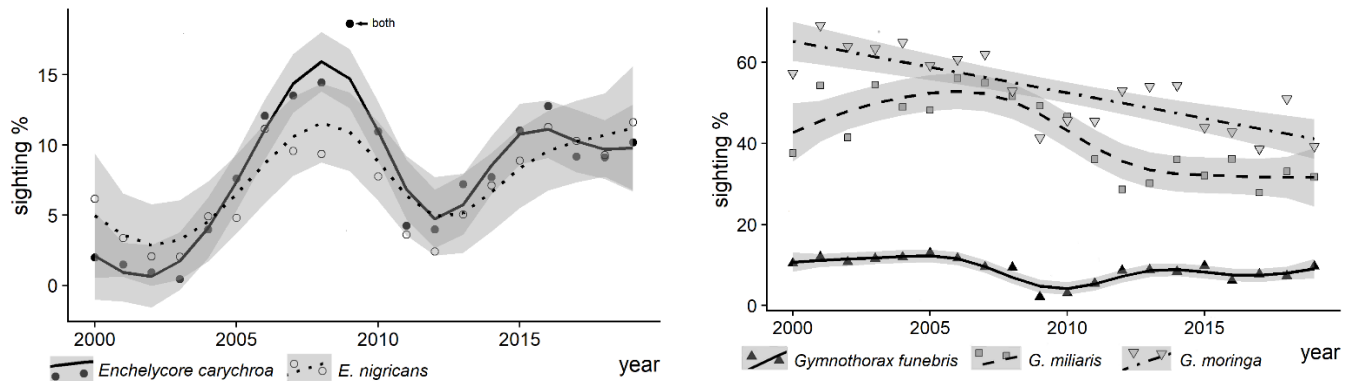 both
sighting %
15
10
5
0
2000 2005 2010 2015
year
Enchelycore carychroa E. nigricans
sighting %
60
40
20
0
2000 2005 2010 2015
year
Gymnothorax funebris G. miliaris G. moringa